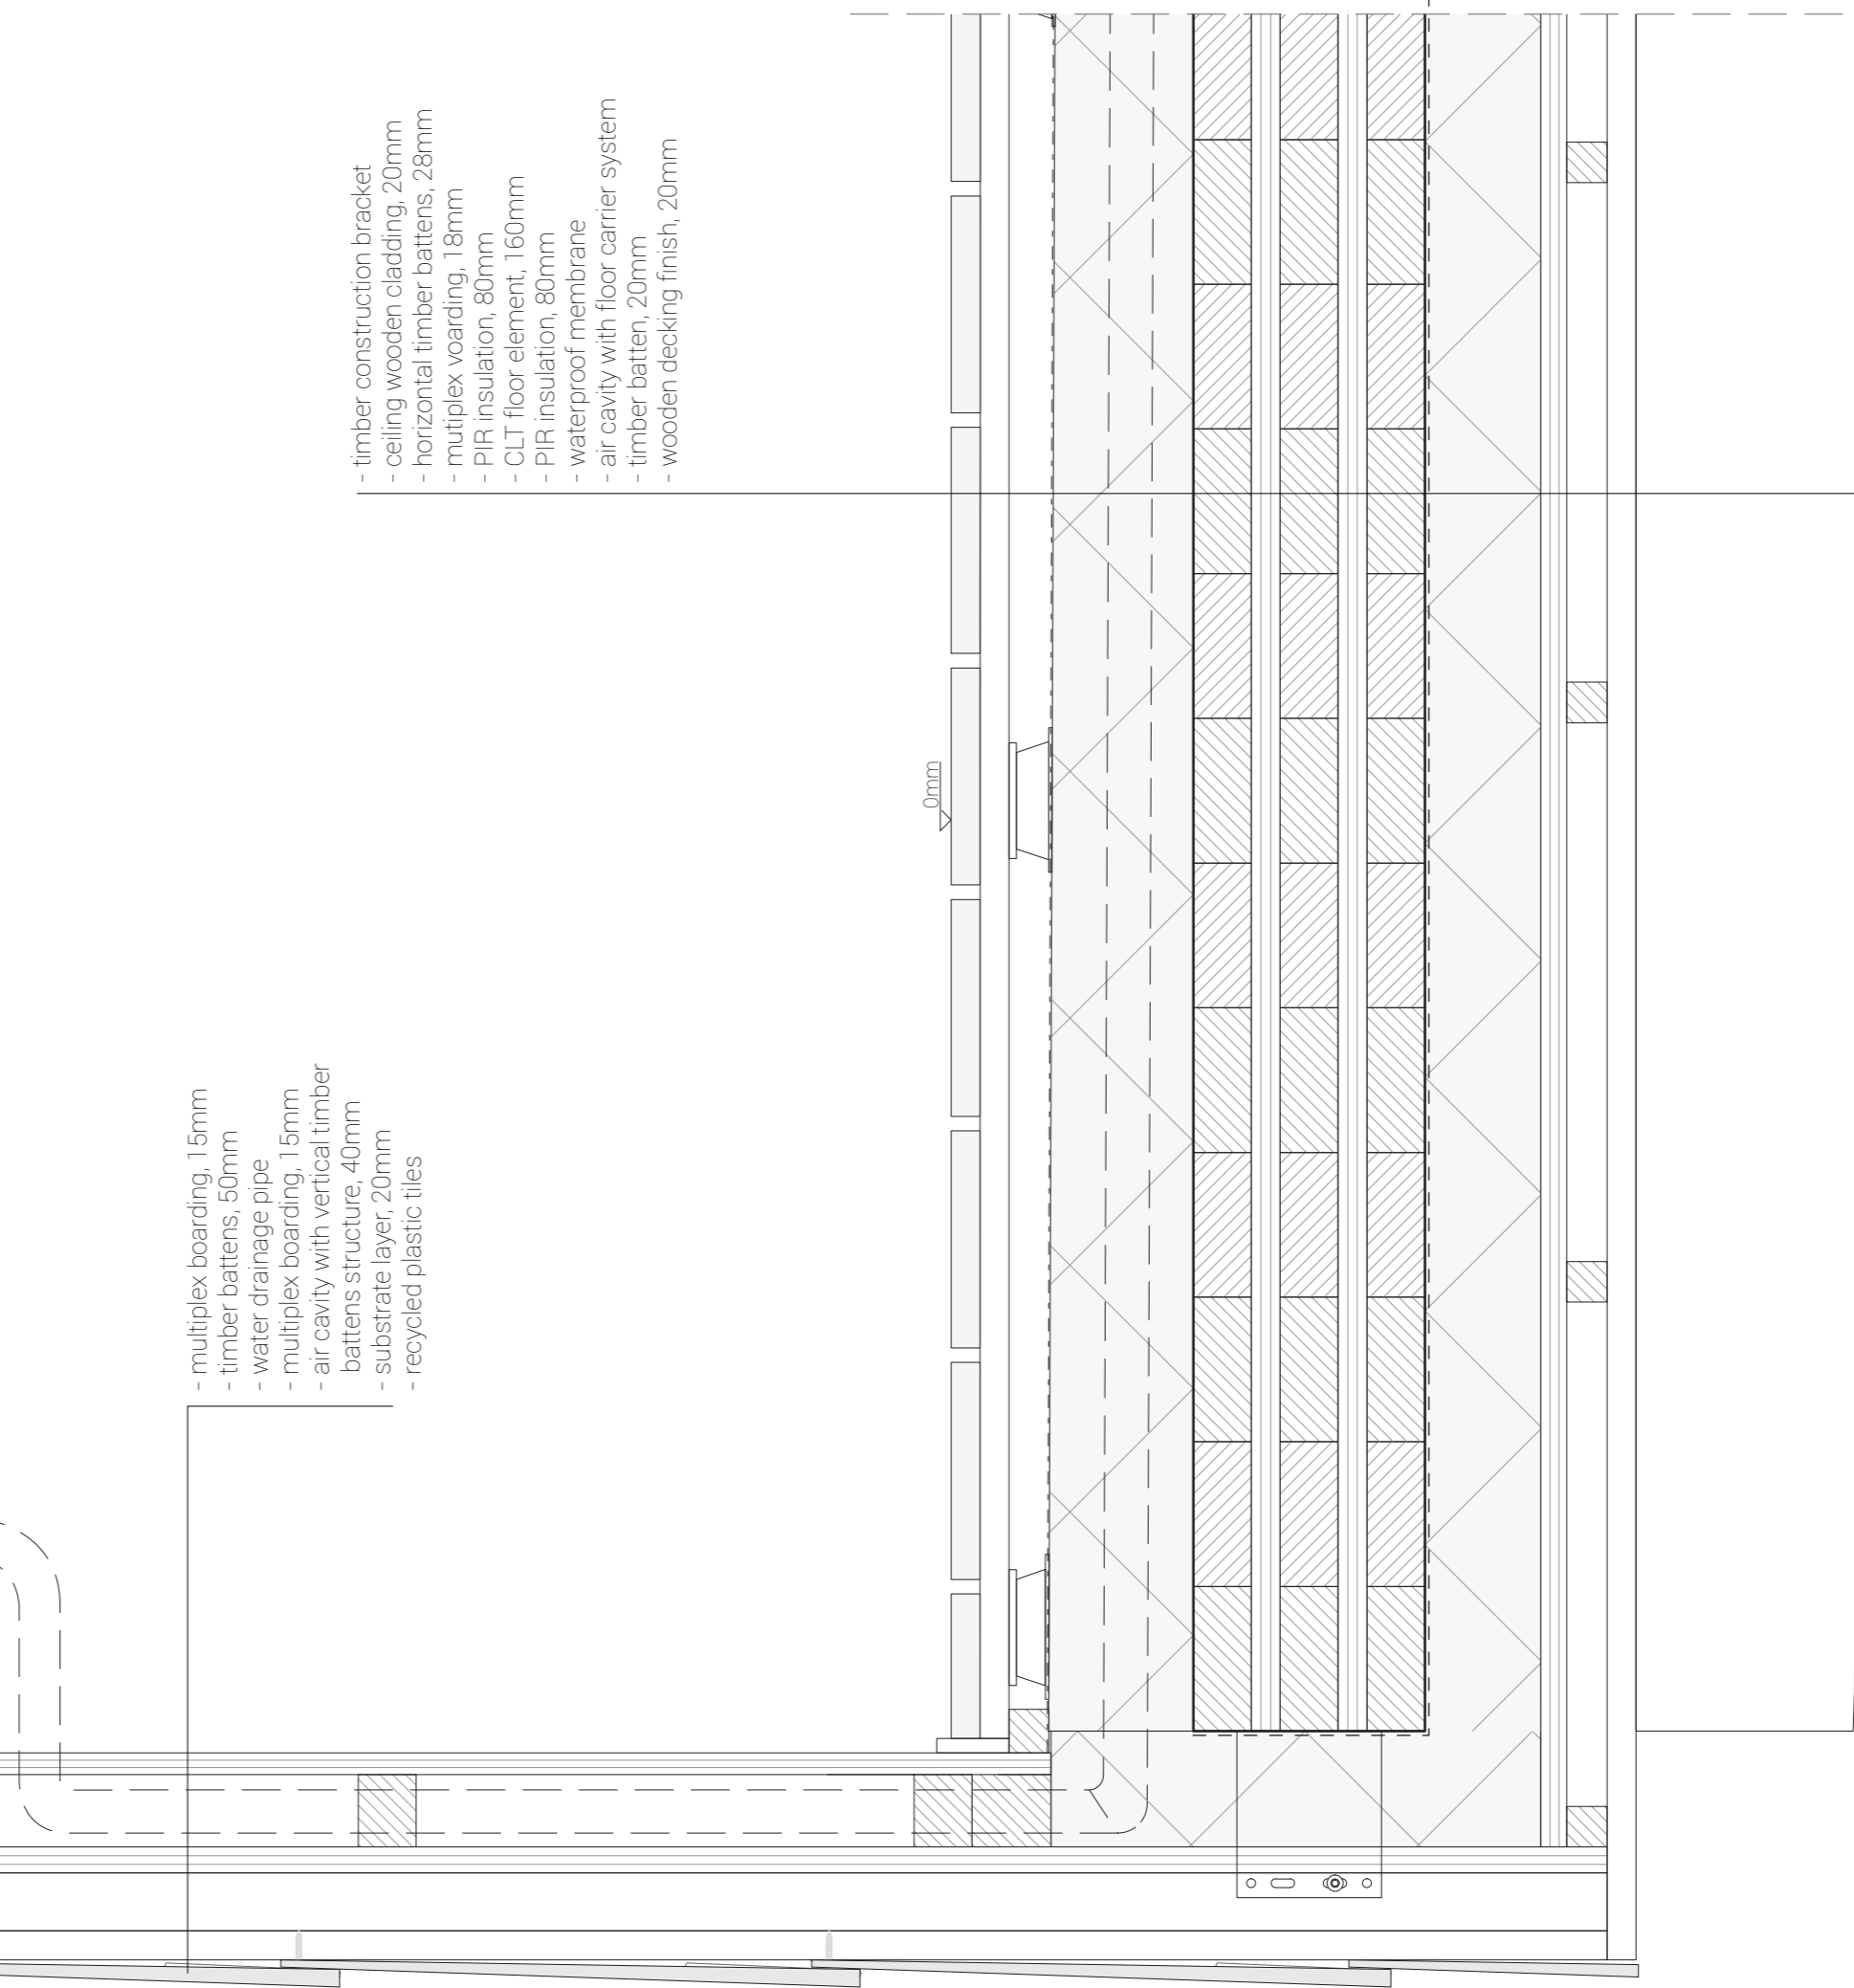 - timber construction bracket
- ceiling wooden cladding, 20mm
- horizontal timber battens, 28mm
- mutiplex voarding, 18mm
- PIR insulation, 80mm
- CLT floor element, 160mm
- PIR insulation, 80mm
- waterproof membrane
- air cavity with floor carrier system
- timber batten, 20mm
- wooden decking finish, 20mm
0mm
- multiplex boarding, 15mm
- timber battens, 50mm
- water drainage pipe
- multiplex boarding, 15mm
- air cavity with vertical timber
battens structure, 40mm
- substrate layer, 20mm
- recycled plastic tiles